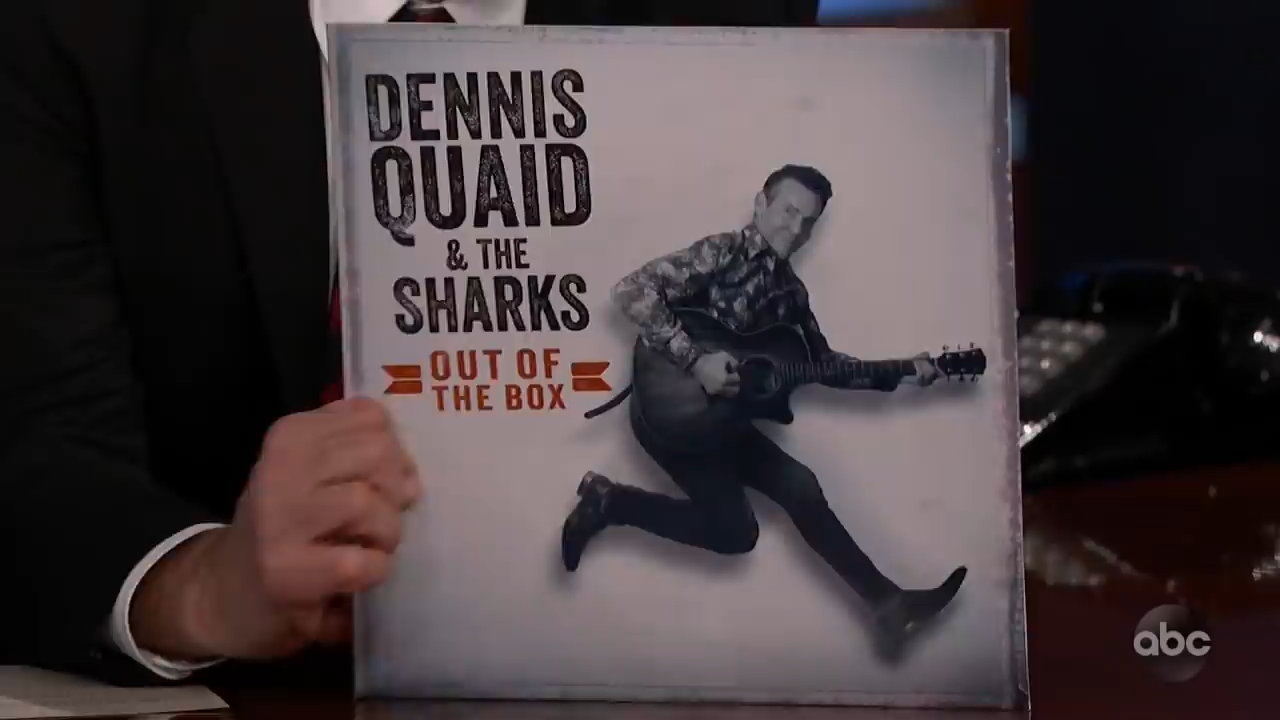 DENNIS
QUAID
& THE
SHARKS
OUT OF
THE BOX
abc